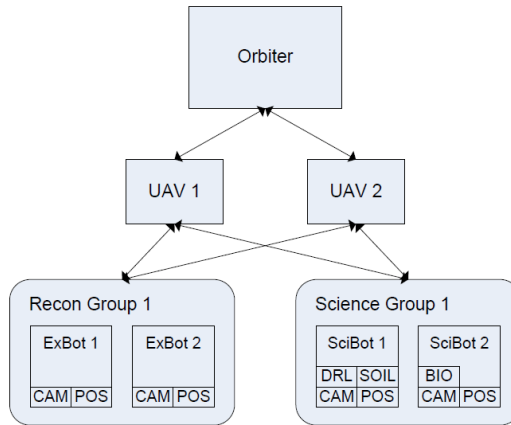 Orbiter
UAV 1
UAV 2
Recon Group 1
ExBot 1
CAM POS
ExBot 2
CAM POS
Science Group 1
SciBot 1
DRL SOIL
CAM POS
SciBot 2
BIO
CAM POS